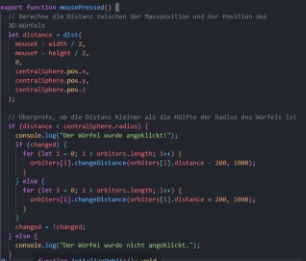 export function mousePressed() {
// Berechne die Distanz zwischen der Mausposition und der Position des
3D-Würfels
let distance = dist(
mouseX - width / 2,
mouseY - height / 2,
0,
centralSphere.pos.x,
centralSphere.pos.y,
centralSphere.pos.z
);
// Überprüfe, ob die Distanz kleiner als die Hälfte der Radius des Würfels ist
if (distance < centralSphere.radius) {
console.log("Der Würfel wurde angeklickt!");
if (changed) {
for (let i = 0; i < orbiters.length; i++) {
orbiters[i].changeDistance(orbiters[i].distance - 200, 1000);
}
} else {
for (let i = 0; i < orbiters.length; i++) {
orbiters[i].changeDistance(orbiters[i].distance + 200, 1000);
}
}
changed = !changed;
} else {
console.log("Der Würfel wurde nicht angeklickt.");
}